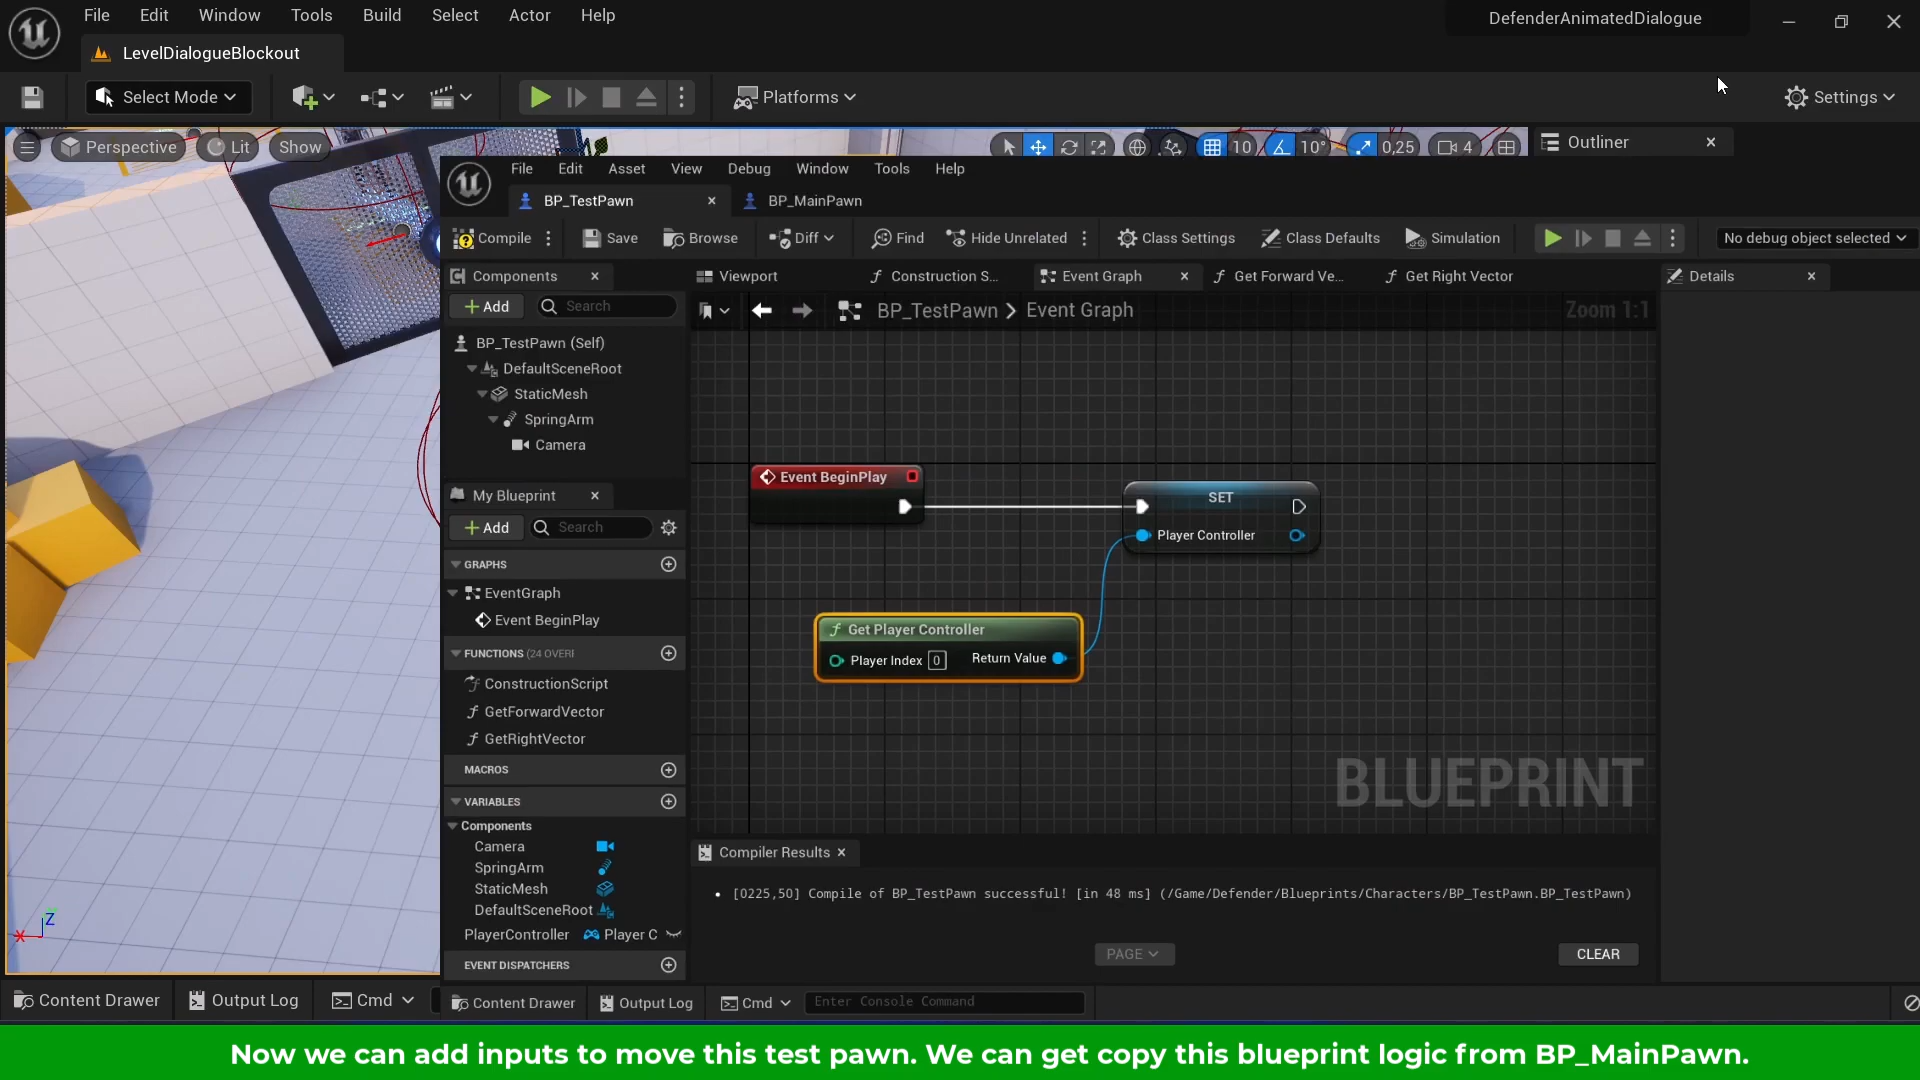 File Edit Window Tools Build Select Actor Help
DefenderAnimatedDialogue
LevelDialogueBlockout
Select Mode
Platforms
Settings
Perspective Lit Show
10 10° 0,25 4
Outliner
File Edit Asset View Debug Window Tools Help
BP_TestPawn BP_MainPawn
Compile Save Browse Diff Find Hide Unrelated Class Settings Class Defaults Simulation No debug object selected
Components
Viewport Construction S... Event Graph Get Forward Ve... Get Right Vector
Details
Add Search
BP_TestPawn Event Graph
Zoom 1:1
BP_TestPawn (Self)
DefaultSceneRoot
StaticMesh
SpringArm
Camera
My Blueprint
Add Search
GRAPHS
EventGraph
Event BeginPlay
FUNCTIONS (24 OVERI
ConstructionScript
GetForwardVector
GetRightVector
MACROS
VARIABLES
Components
Camera
SpringArm
StaticMesh
DefaultSceneRoot
PlayerController Player C
EVENT DISPATCHERS
Event BeginPlay
SET
Player Controller
Get Player Controller
Player Index 0 Return Value
BLUEPRINT
Compiler Results
[0225,50] Compile of BP_TestPawn successful! [in 48 ms] (/Game/Defender/Blueprints/Characters/BP_TestPawn.BP_TestPawn)
PAGE CLEAR
Content Drawer Output Log Cmd
Content Drawer Output Log Cmd Enter Console Command
Now we can add inputs to move this test pawn. We can get copy this blueprint logic from BP_MainPawn.